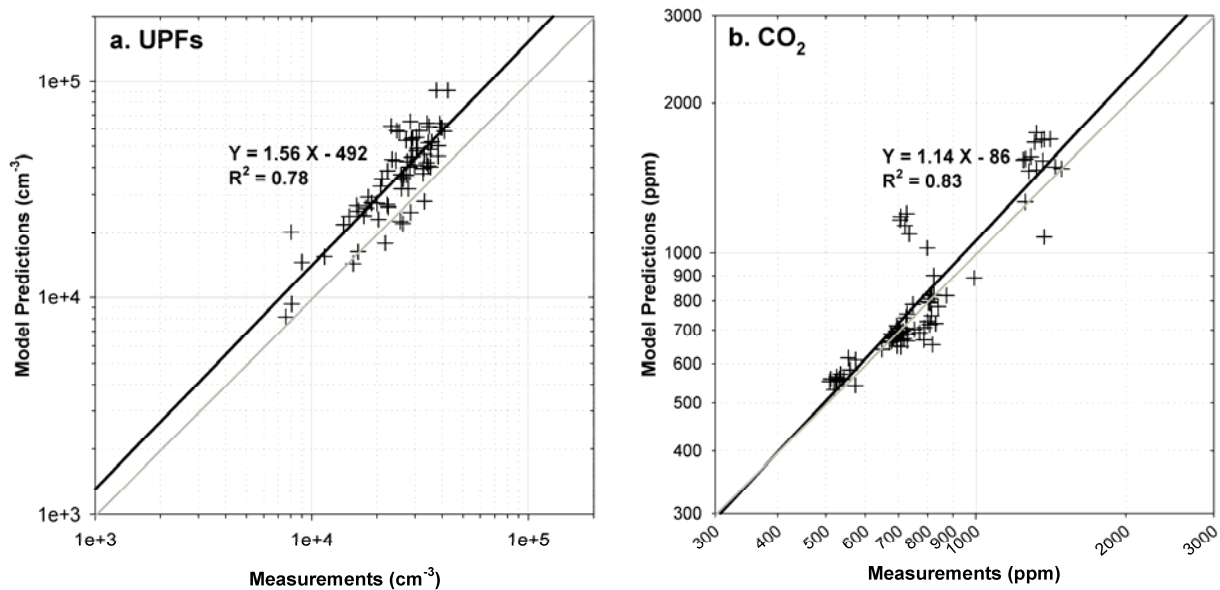 a. UPFs
Y = 1.56 X - 492
R² = 0.78
Model Predictions (cm⁻³)
1e+5
1e+4
1e+3
1e+3
1e+4
1e+5
Measurements (cm⁻³)
b. CO₂
Y = 1.14 X - 86
R² = 0.83
Model Predictions (ppm)
3000
2000
1000
900
800
700
600
500
400
300
300
400
500
600
700
800
900
1000
2000
3000
Measurements (ppm)